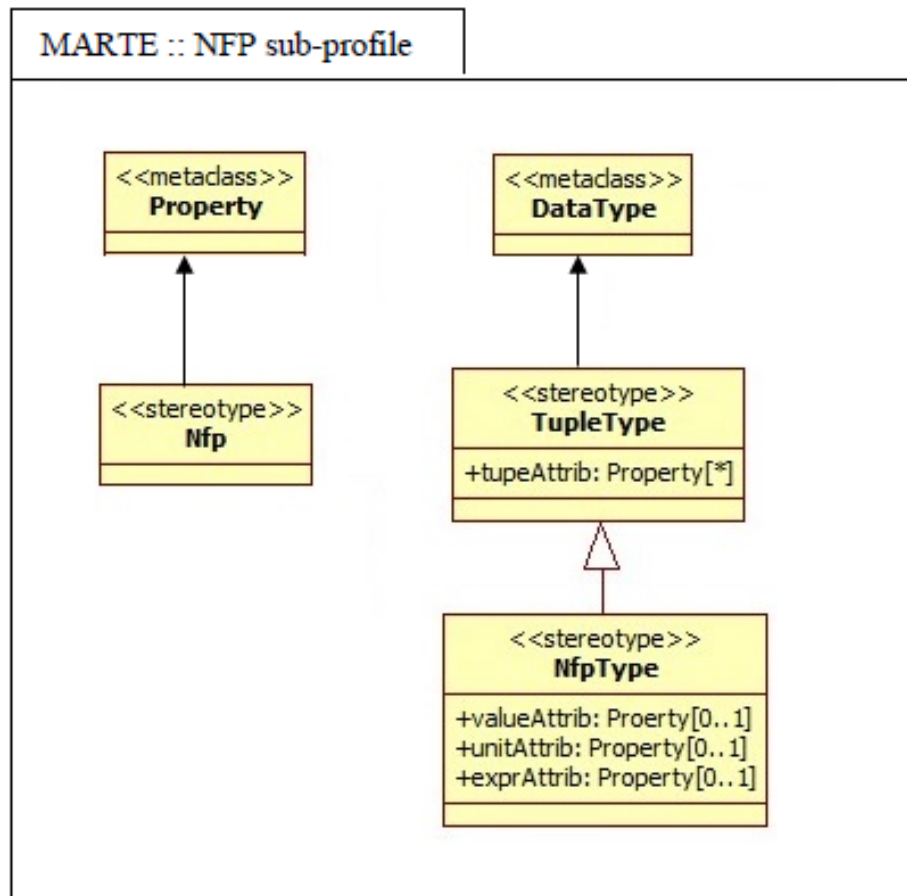 MARTE :: NFP sub-profile
<<metaclass>>
Property
<<stereotype>>
Nfp
<<metaclass>>
DataType
<<stereotype>>
TupleType
+tupeAttrib: Property[*]
<<stereotype>>
NfpType
+valueAttrib: Proerty[0..1]
+unitAttrib: Property[0..1]
+exprAttrib: Property[0..1]